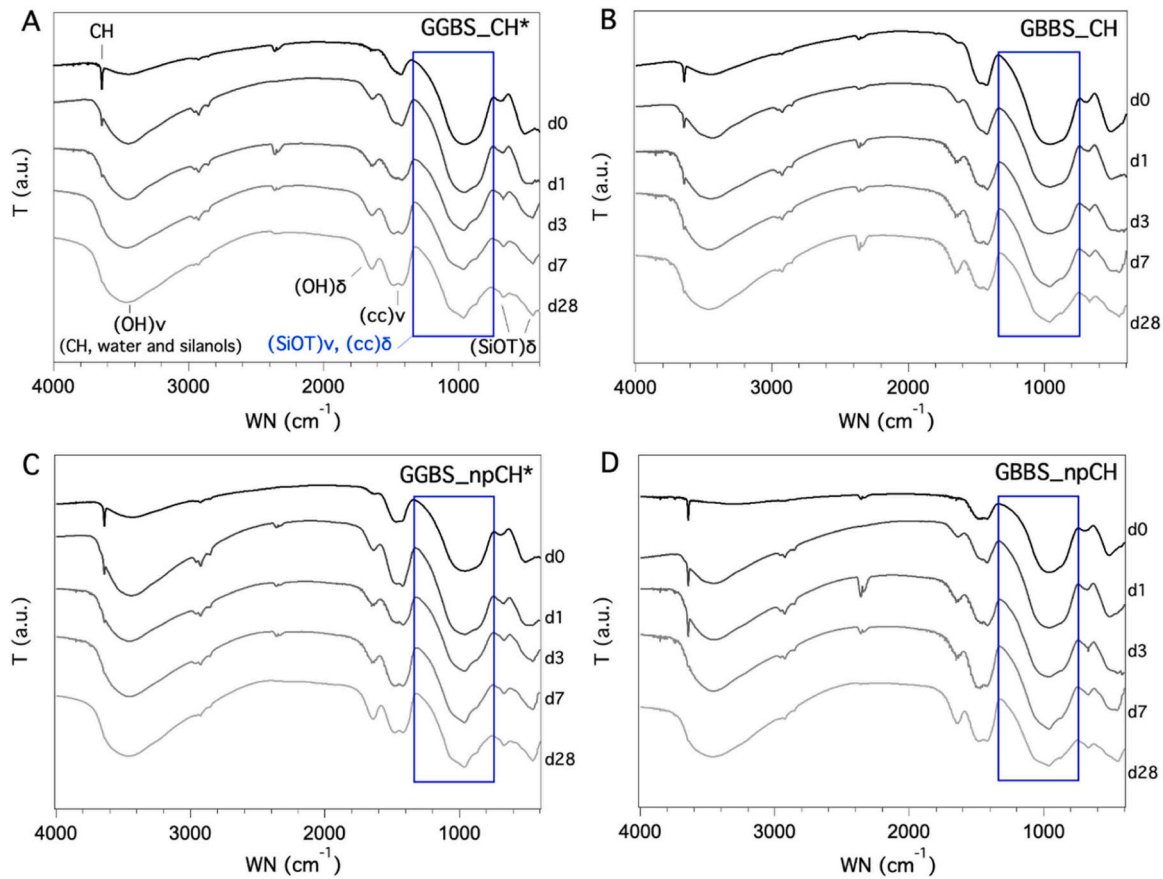 A
GGBS_CH*
CH
T (a.u.)
d0
d1
d3
d7
d28
(OH)ν
(CH, water and silanols)
(OH)δ
(cc)ν
(SiOT)ν, (cc)δ
(SiOT)δ
4000
3000
2000
1000
WN (cm⁻¹)
B
GBBS_CH
T (a.u.)
d0
d1
d3
d7
d28
4000
3000
2000
1000
WN (cm⁻¹)
C
GGBS_npCH*
T (a.u.)
d0
d1
d3
d7
d28
4000
3000
2000
1000
WN (cm⁻¹)
D
GBBS_npCH
T (a.u.)
d0
d1
d3
d7
d28
4000
3000
2000
1000
WN (cm⁻¹)